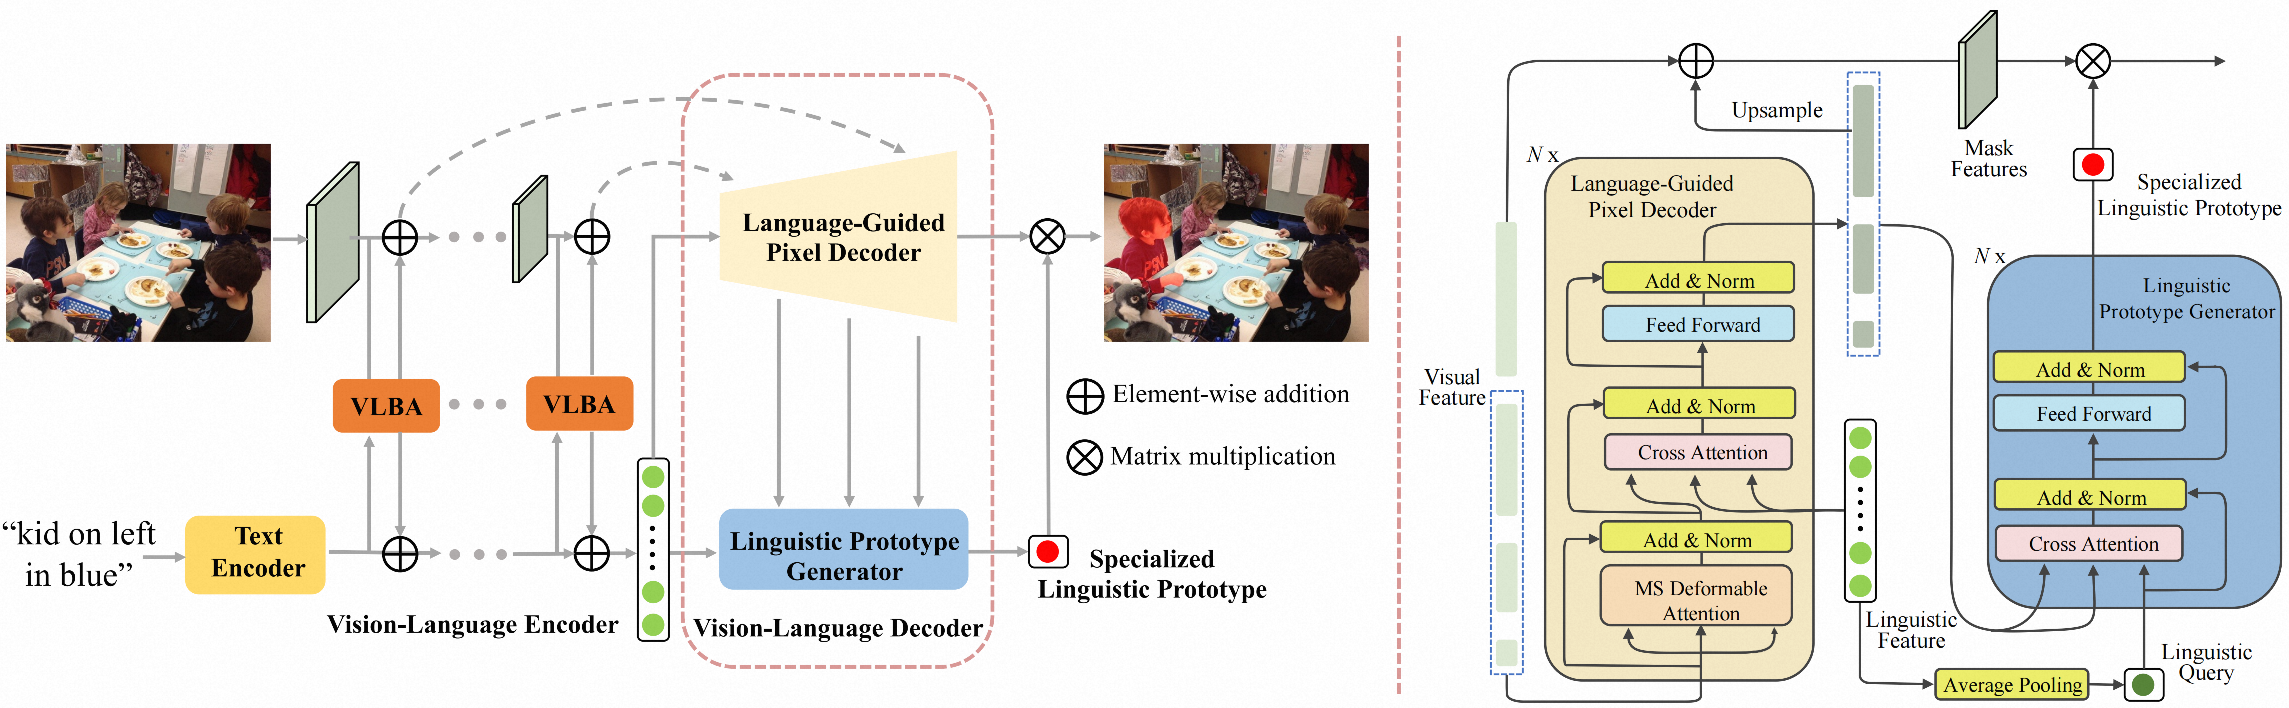 “kid on left
in blue”
Text
Encoder
VLBA
VLBA
Vision-Language Encoder
Language-Guided
Pixel Decoder
Linguistic Prototype
Generator
Vision-Language Decoder
Specialized
Linguistic Prototype
Element-wise addition
Matrix multiplication
Visual
Feature
N x
Language-Guided
Pixel Decoder
Add & Norm
Feed Forward
Add & Norm
Cross Attention
Add & Norm
MS Deformable
Attention
Upsample
Mask
Features
Specialized
Linguistic Prototype
N x
Linguistic
Prototype Generator
Add & Norm
Feed Forward
Add & Norm
Cross Attention
Linguistic
Feature
Average Pooling
Linguistic
Query